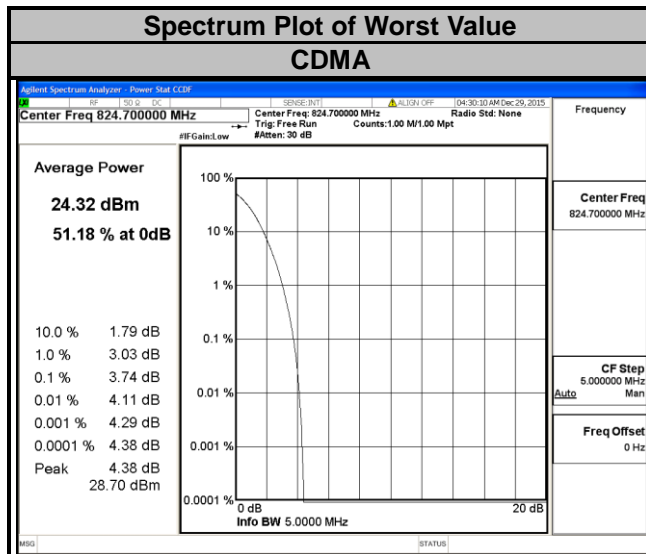 Spectrum Plot of Worst Value
CDMA
Agilent Spectrum Analyzer - Power Stat CCDF
RF 50 Ω DC SENSE:INT ALIGN OFF 04:30:10 AM Dec 29, 2015
Center Freq 824.700000 MHz
Center Freq: 824.700000 MHz Radio Std: None
Trig: Free Run Counts:1.00 M/1.00 Mpt
#IFGain:Low #Atten: 30 dB
Frequency
Average Power
24.32 dBm
51.18 % at 0dB
10.0 % 1.79 dB
1.0 % 3.03 dB
0.1 % 3.74 dB
0.01 % 4.11 dB
0.001 % 4.29 dB
0.0001 % 4.38 dB
Peak 4.38 dB
28.70 dBm
100 %
10 %
1 %
0.1 %
0.01 %
0.001 %
0.0001 %
0 dB 20 dB
Info BW 5.0000 MHz
Center Freq
824.700000 MHz
CF Step
5.000000 MHz
Auto Man
Freq Offset
0 Hz
MSG STATUS